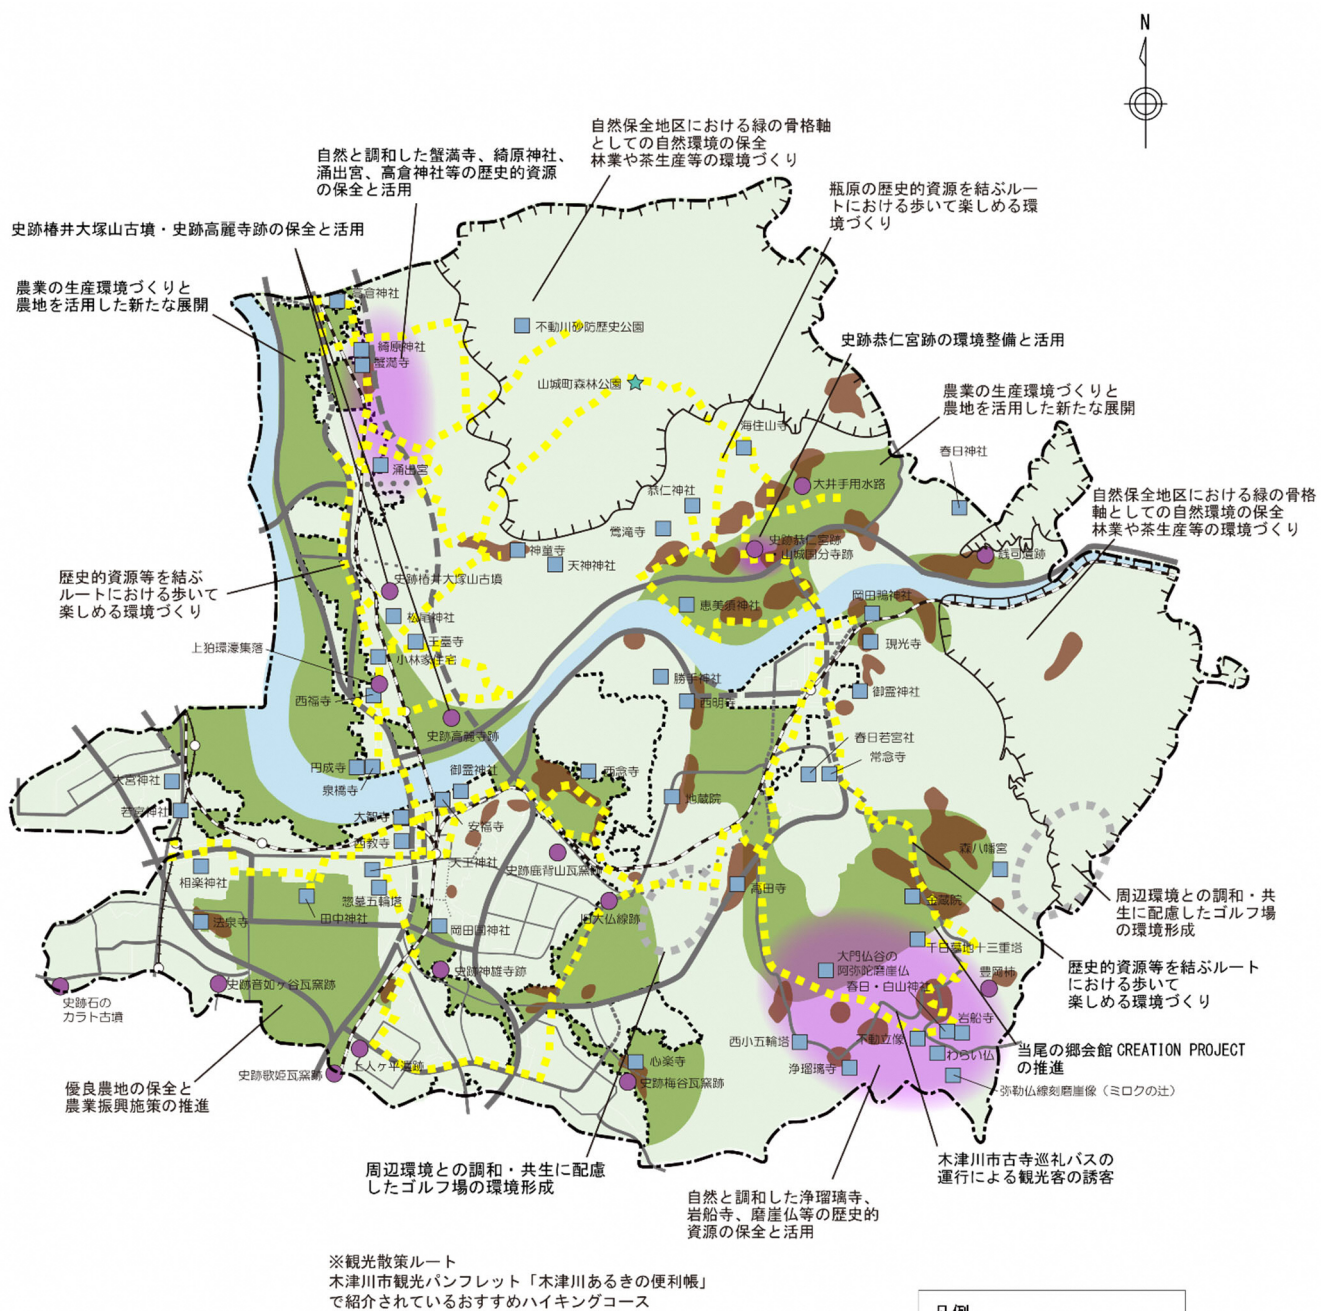 N
自然保全地区における緑の骨格軸
としての自然環境の保全
林業や茶生産等の環境づくり
自然と調和した蟹満寺、綺原神社、
涌出宮、高倉神社等の歴史的資源
の保全と活用
瓶原の歴史的資源を結ぶルー
トにおける歩いて楽しめる環
境づくり
史跡椿井大塚山古墳・史跡高麗寺跡の保全と活用
農業の生産環境づくりと
農地を活用した新たな展開
高倉神社
不動川砂防歴史公園
綺原神社
蟹満寺
史跡恭仁宮跡の環境整備と活用
山城町森林公園
農業の生産環境づくりと
農地を活用した新たな展開
海住山寺
春日神社
涌出宮
大井手用水路
恭仁神社
自然保全地区における緑の骨格
軸としての自然環境の保全
林業や茶生産等の環境づくり
鶯滝寺
史跡恭仁宮跡
山城国分寺跡
銭司遺跡
神童寺
天神神社
歴史的資源等を結ぶ
ルートにおける歩いて
楽しめる環境づくり
史跡椿井大塚山古墳
恵美須神社
岡田鴨神社
松尾神社
王臺寺
現光寺
上狛環濠集落
小林家住宅
勝手神社
御霊神社
西福寺
西明寺
史跡高麗寺跡
春日若宮社
常念寺
円成寺
泉橋寺
御霊神社
西念寺
大宮神社
地蔵院
若宮神社
大智寺
安福寺
西教寺
天王神社
史跡鹿背山瓦窯跡
森八幡宮
相楽神社
惣墓五輪塔
高田寺
金蔵院
周辺環境との調和・共
生に配慮したゴルフ場
の環境形成
法泉寺
田中神社
岡田国神社
旧大仏線跡
千日墓地十三重塔
大門仏谷の
阿弥陀磨崖仏
豊岡柿
歴史的資源等を結ぶルート
における歩いて
楽しめる環境づくり
史跡神雄寺跡
史跡音如ヶ谷瓦窯跡
春日・白山神社
史跡石の
カラト古墳
岩船寺
西小五輪塔
不動立像
わらい仏
当尾の郷会館 CREATION PROJECT
の推進
上人ヶ平遺跡
心楽寺
浄瑠璃寺
史跡歌姫瓦窯跡
史跡梅谷瓦窯跡
弥勒仏線刻磨崖像（ミロクの辻）
優良農地の保全と
農業振興施策の推進
周辺環境との調和・共生に配慮
したゴルフ場の環境形成
木津川市古寺巡礼バスの
運行による観光客の誘客
自然と調和した浄瑠璃寺、
岩船寺、磨崖仏等の歴史的
資源の保全と活用
※観光散策ルート
木津川市観光パンフレット「木津川あるきの便利帳」
で紹介されているおすすめハイキングコース
凡例